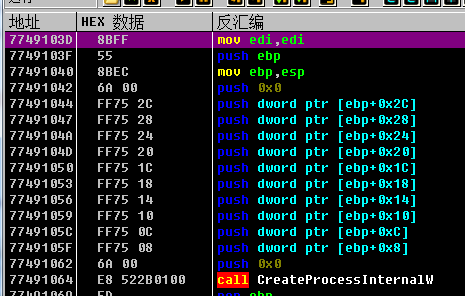 地址 HEX 数据 反汇编
7749103D 8BFF mov edi,edi
7749103F 55 push ebp
77491040 8BEC mov ebp,esp
77491042 6A 00 push 0x0
77491044 FF75 2C push dword ptr [ebp+0x2C]
77491047 FF75 28 push dword ptr [ebp+0x28]
7749104A FF75 24 push dword ptr [ebp+0x24]
7749104D FF75 20 push dword ptr [ebp+0x20]
77491050 FF75 1C push dword ptr [ebp+0x1C]
77491053 FF75 18 push dword ptr [ebp+0x18]
77491056 FF75 14 push dword ptr [ebp+0x14]
77491059 FF75 10 push dword ptr [ebp+0x10]
7749105C FF75 0C push dword ptr [ebp+0xC]
7749105F FF75 08 push dword ptr [ebp+0x8]
77491062 6A 00 push 0x0
77491064 E8 522B0100 call CreateProcessInternalW